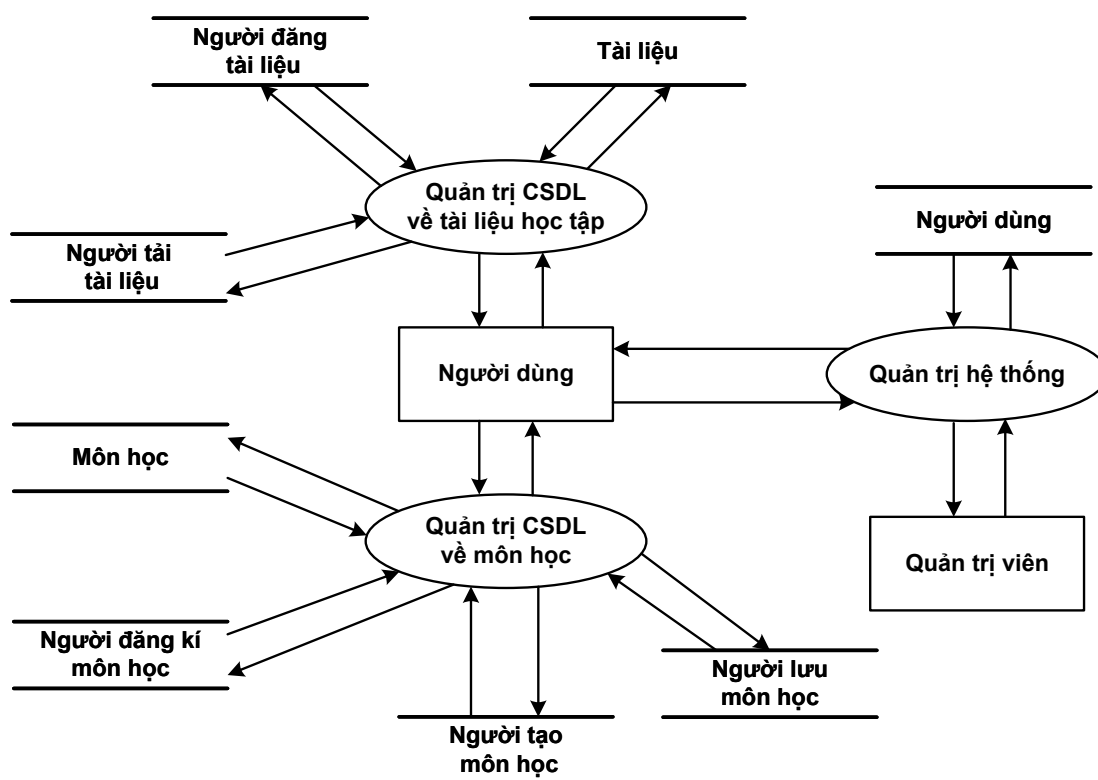 Người đăng
tài liệu
Tài liệu
Quản trị CSDL
về tài liệu học tập
Người dùng
Người tải
tài liệu
Người dùng
Quản trị hệ thống
Môn học
Quản trị CSDL
về môn học
Quản trị viên
Người đăng kí
môn học
Người lưu
môn học
Người tạo
môn học